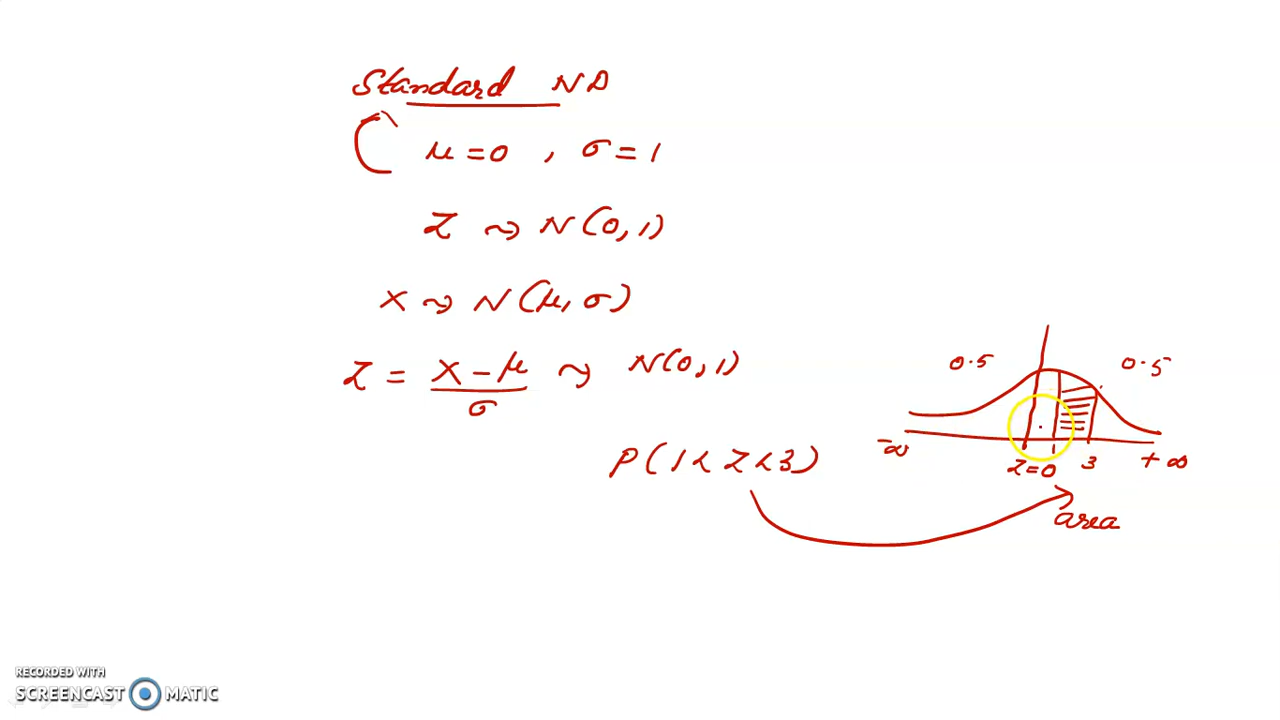 Standard ND
μ = 0 , σ = 1
Z ~> N(0, 1)
X ~> N(μ, σ)
Z = X - μ / σ ~> N(0, 1)
P(1 < Z < 3)
0.5
0.5
-∞
Z=0
1
3
+∞
area
RECORDED WITH
SCREENCAST MATIC